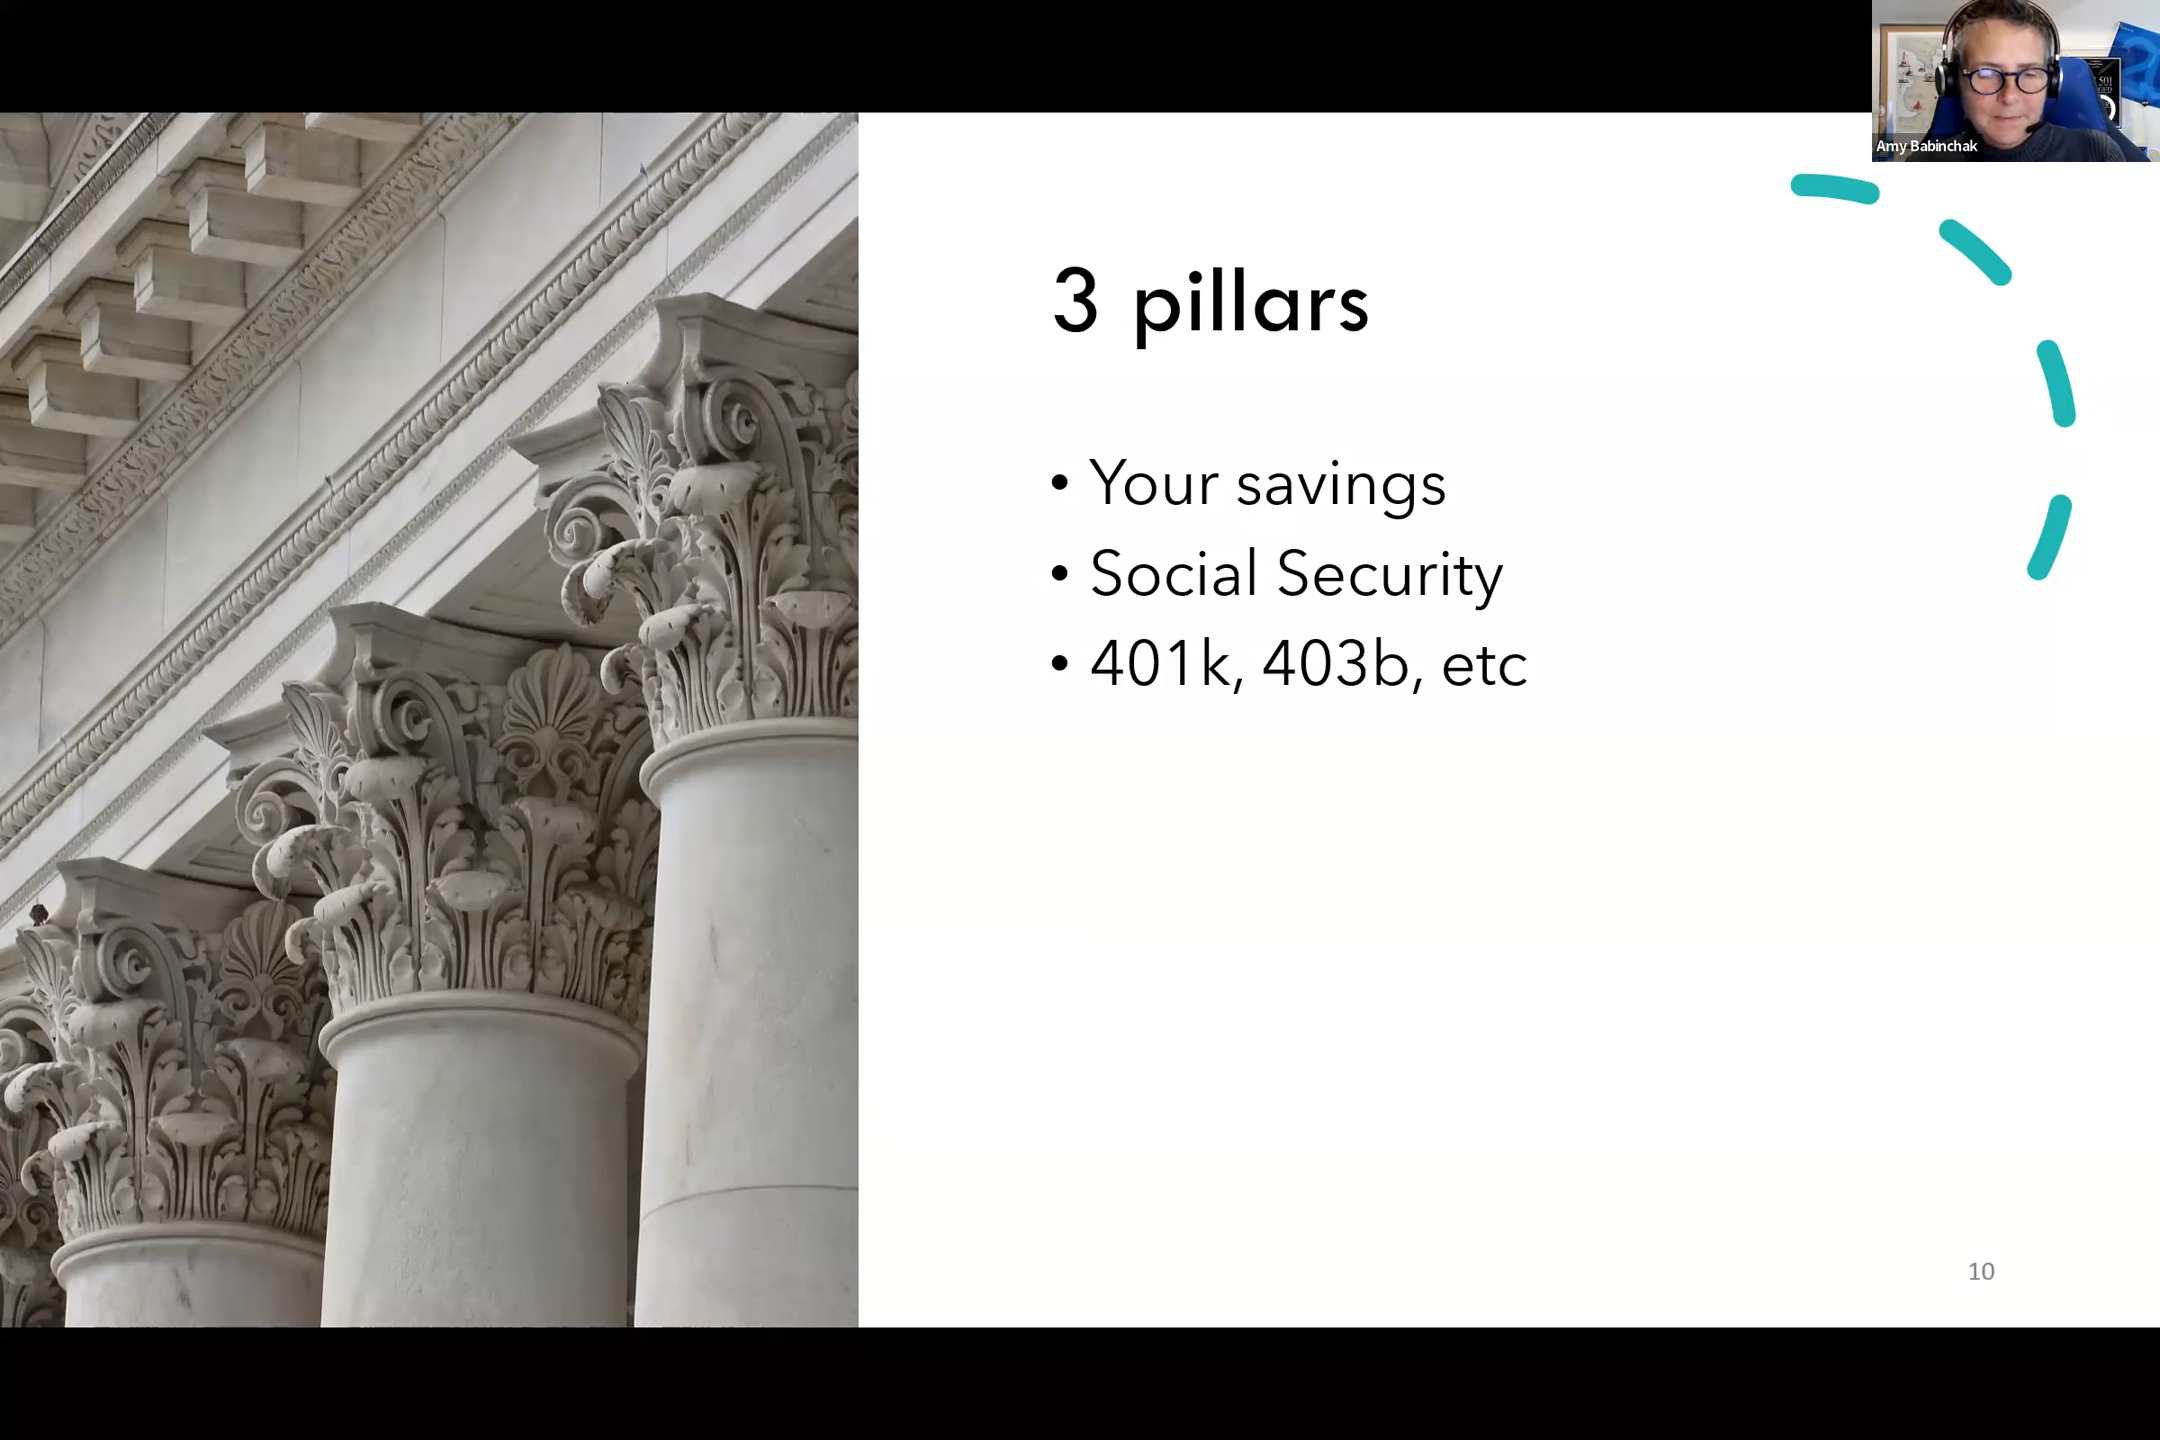 Amy Babinchak
3 pillars
• Your savings
• Social Security
• 401k, 403b, etc
10